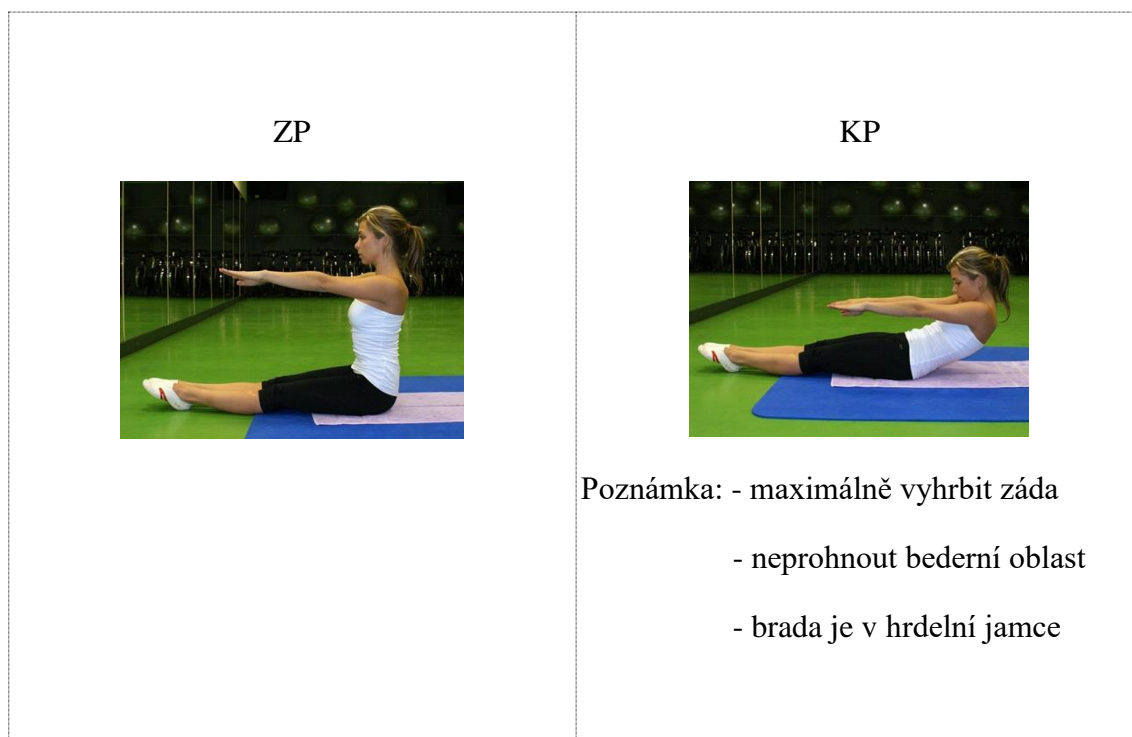 ZP
KP
Poznámka: - maximálně vyhrbit záda
- neprohnout bederní oblast
- brada je v hrdelní jamce